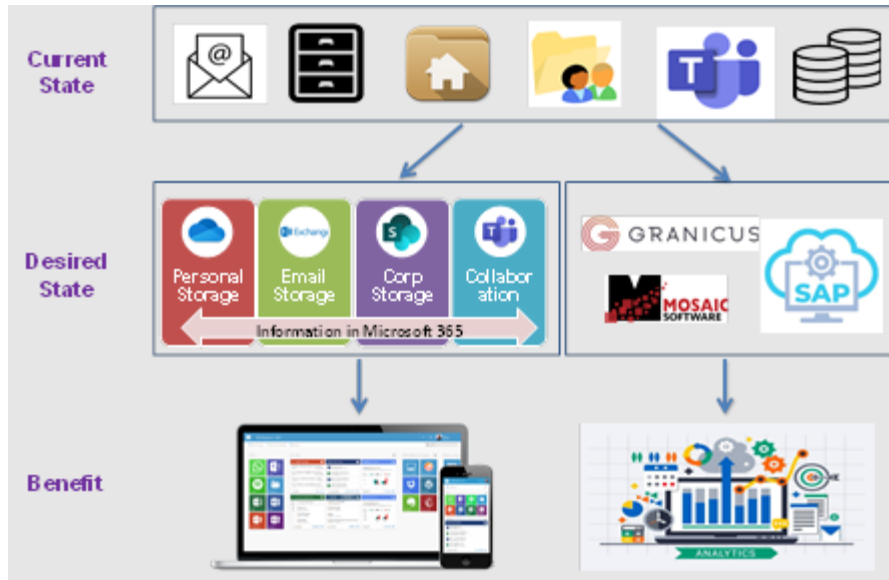 Current
State
Desired
State
Exchange
S
T
Personal
Storage
Email
Storage
Corp
Storage
Collabor
ation
Information in Microsoft 365
GRANICUS
MOSAIC
SOFTWARE
SAP
Benefit
ANALYTICS